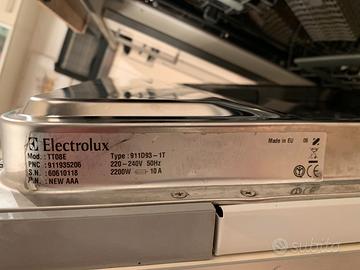 Electrolux
Made in EU 06
Mod.: TT08E Type: 911D93-1T
PNC: 911935206 220-240V 50Hz
S.N.: 60610118 2200W 10A
P.N.: NEW AAA
subito